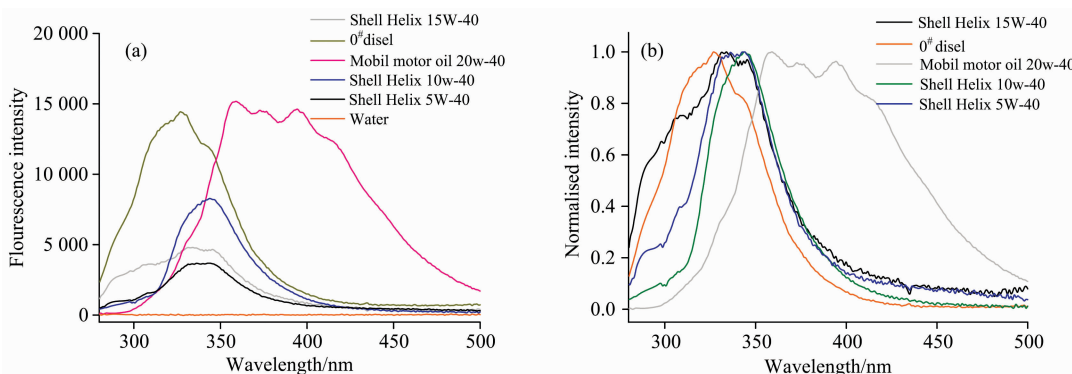 (a)
Shell Helix 15W-40
0# disel
Mobil motor oil 20w-40
Shell Helix 10w-40
Shell Helix 5W-40
Water
Flourescence intensity
20 000
15 000
10 000
5 000
0
300 350 400 450 500
Wavelength/nm
(b)
Shell Helix 15W-40
0# disel
Mobil motor oil 20w-40
Shell Helix 10w-40
Shell Helix 5W-40
Normalised intensity
1.0
0.8
0.6
0.4
0.2
0.0
300 350 400 450 500
Wavelength/nm